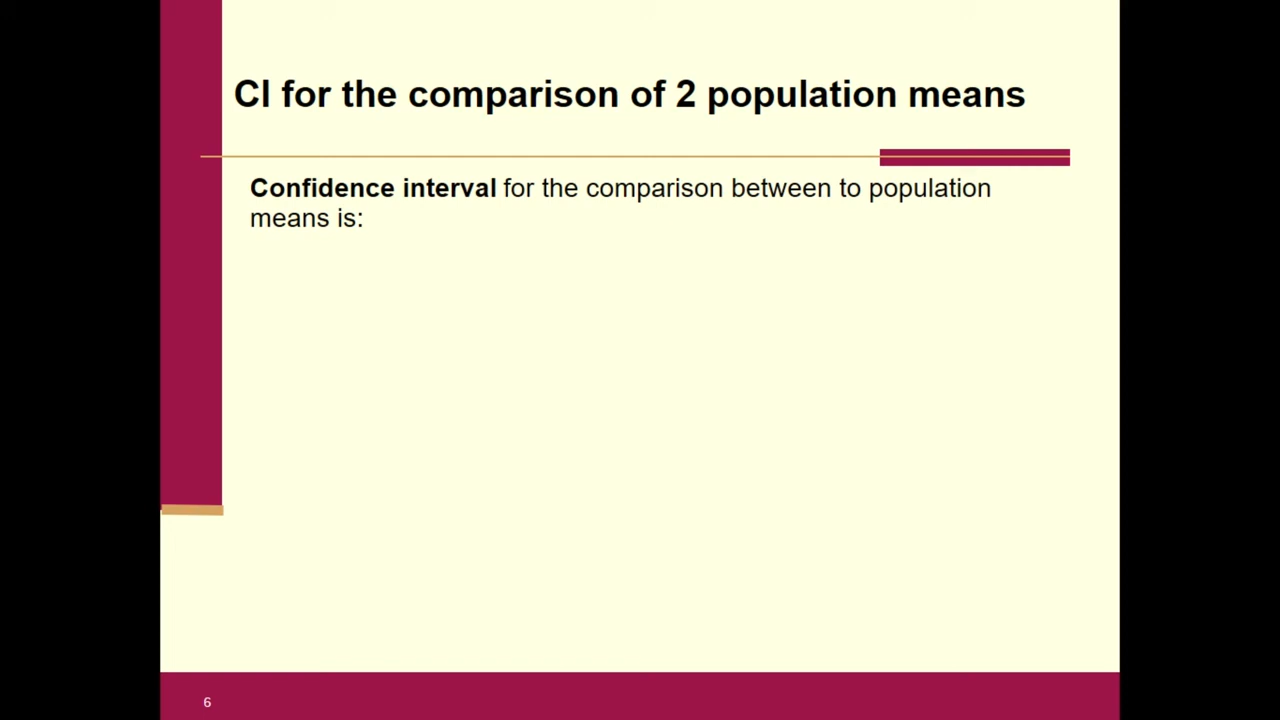 CI for the comparison of 2 population means
Confidence interval for the comparison between to population
means is:
6